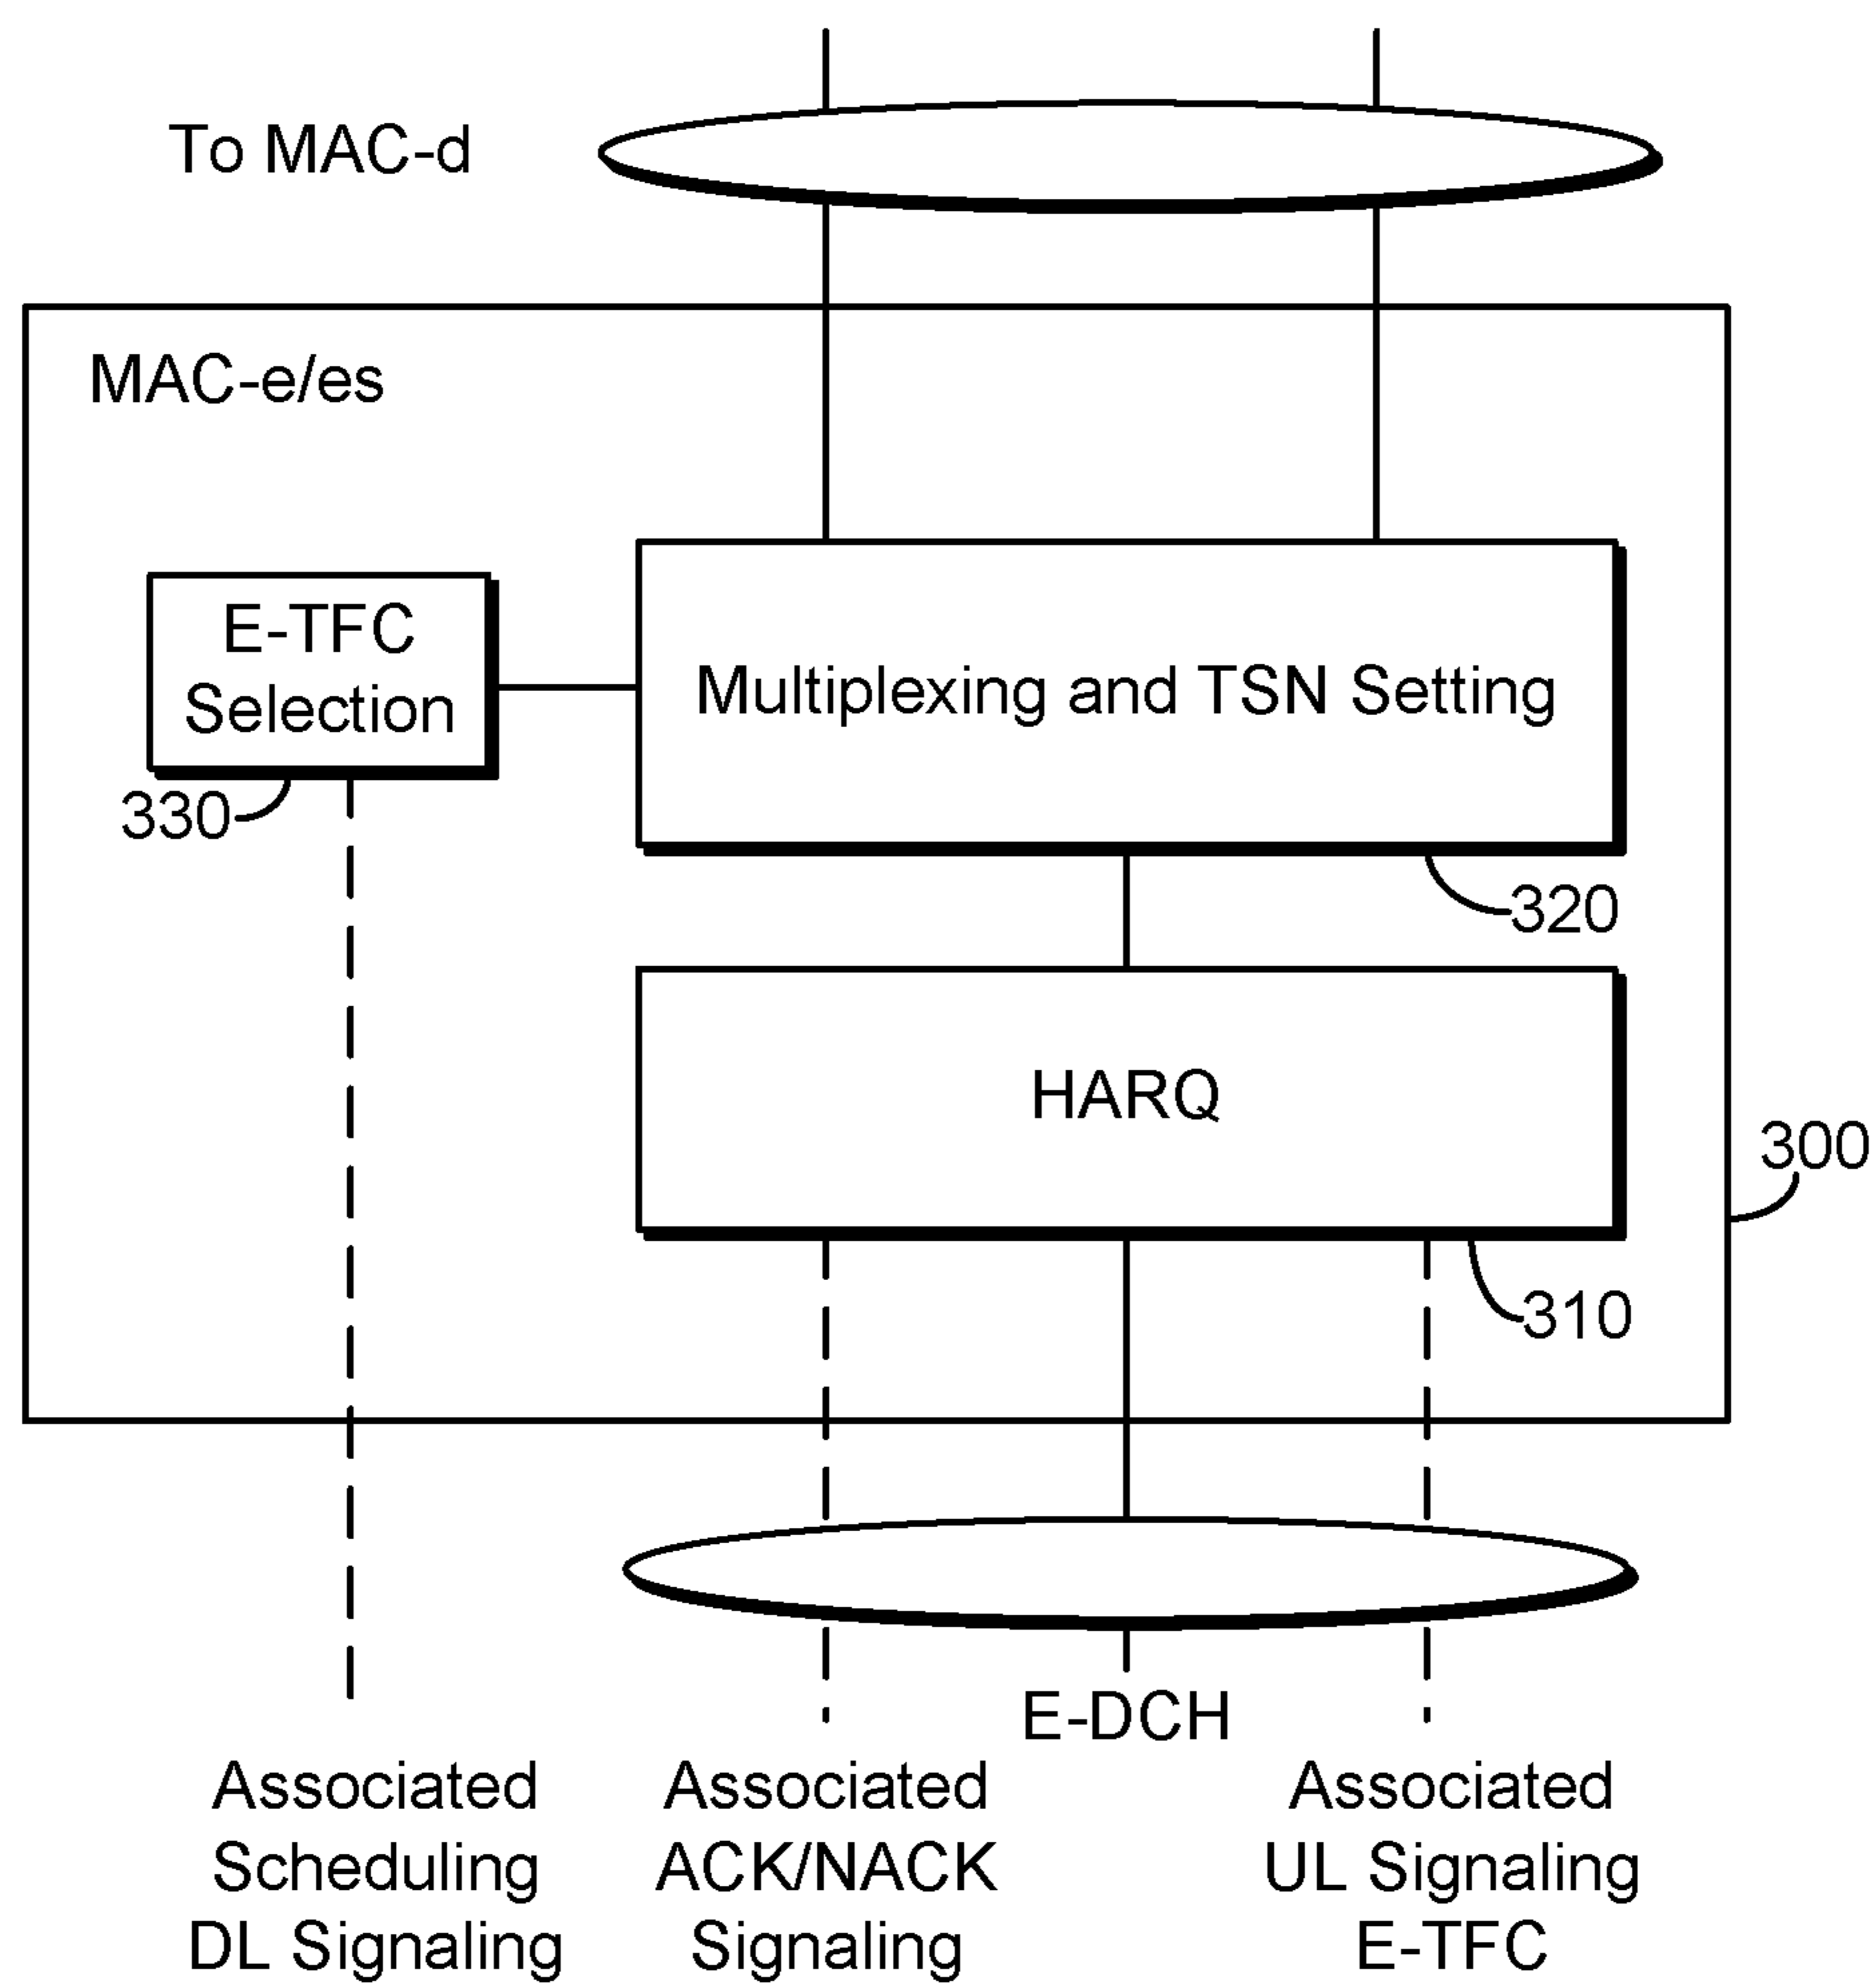 To MAC-d
MAC-e/es
E-TFC
Selection
Multiplexing and TSN Setting
330
320
HARQ
300
310
E-DCH
Associated
Scheduling
DL Signaling
Associated
ACK/NACK
Signaling
Associated
UL Signaling
E-TFC